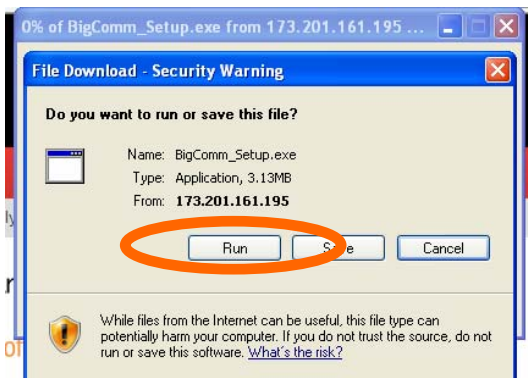 0% of BigComm_Setup.exe from 173.201.161.195 ...
File Download - Security Warning
Do you want to run or save this file?
Name: BigComm_Setup.exe
Type: Application, 3.13MB
From: 173.201.161.195
Run
Cancel
While files from the Internet can be useful, this file type can
potentially harm your computer. If you do not trust the source, do not
run or save this software. What's the risk?